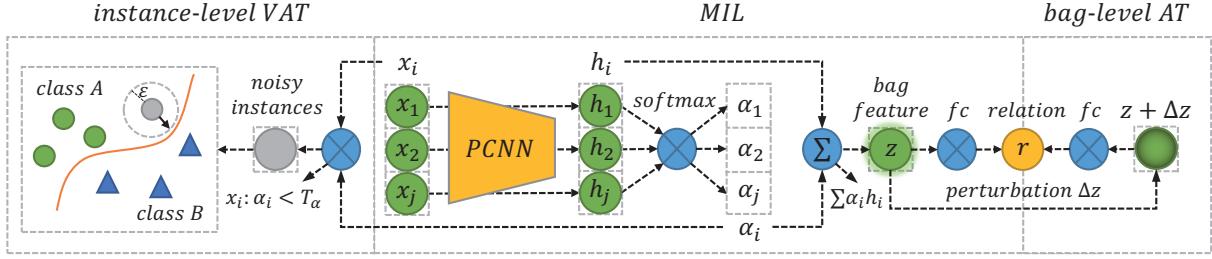 instance-level VAT
MIL
bag-level AT
class A
ε
class B
noisy
instances
x_i: α_i < T_α
x_i
x_1
x_2
x_j
PCNN
h_i
h_1
h_2
h_j
softmax
α_1
α_2
α_j
α_i
Σ
∑α_i h_i
bag
feature
z
fc
relation
r
fc
z + Δz
perturbation Δz